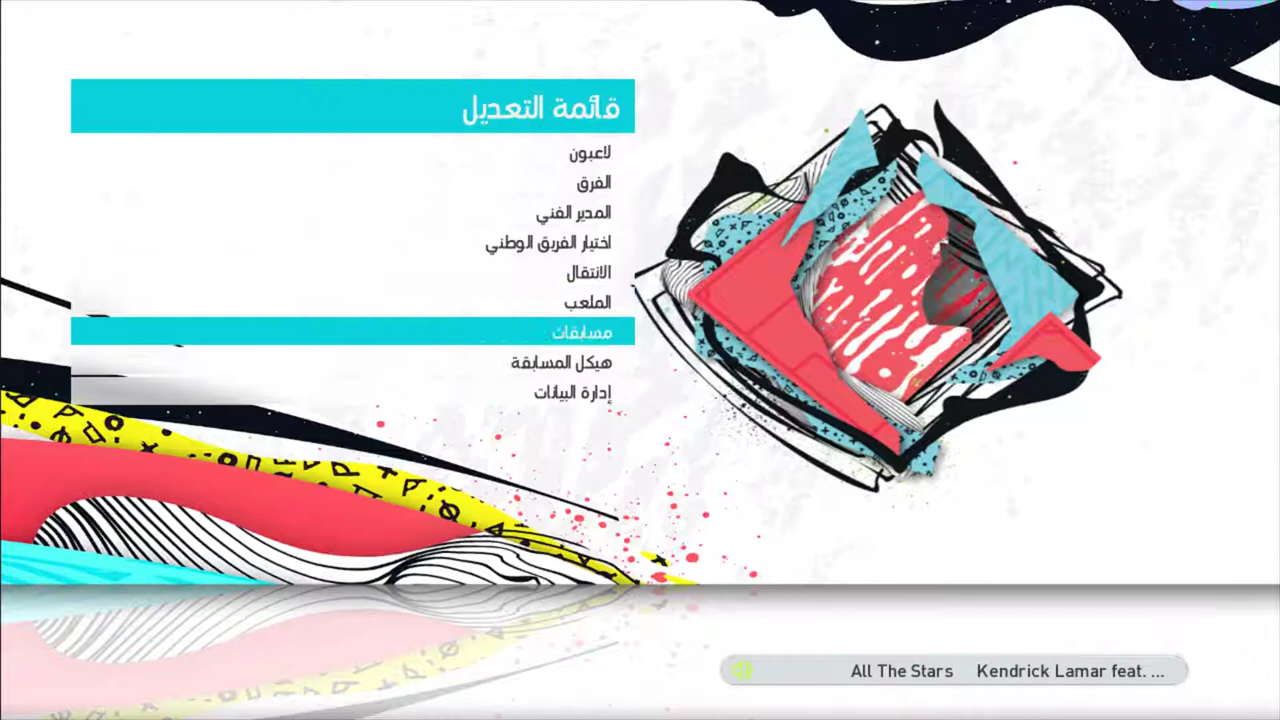 قائمة التعديل
لاعبون
الفرق
المدير الفني
اختيار الفريق الوطني
الانتقال
الملعب
مسابقات
هيكل المسابقة
إدارة البيانات
All The Stars Kendrick Lamar feat. ...